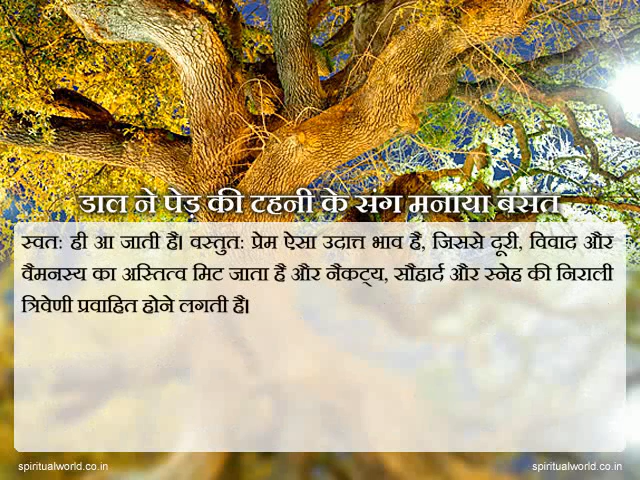 डाल ने पेड़ की टहनी के संग मनाया बसंत
स्वतः ही आ जाती है। वस्तुतः प्रेम ऐसा उदात्त भाव है, जिससे दूरी, विवाद और
वैमनस्य का अस्तित्व मिट जाता है और नैकट्य, सौहार्द और स्नेह की निराली
त्रिवेणी प्रवाहित होने लगती है।
spiritualworld.co.in
spiritualworld.co.in